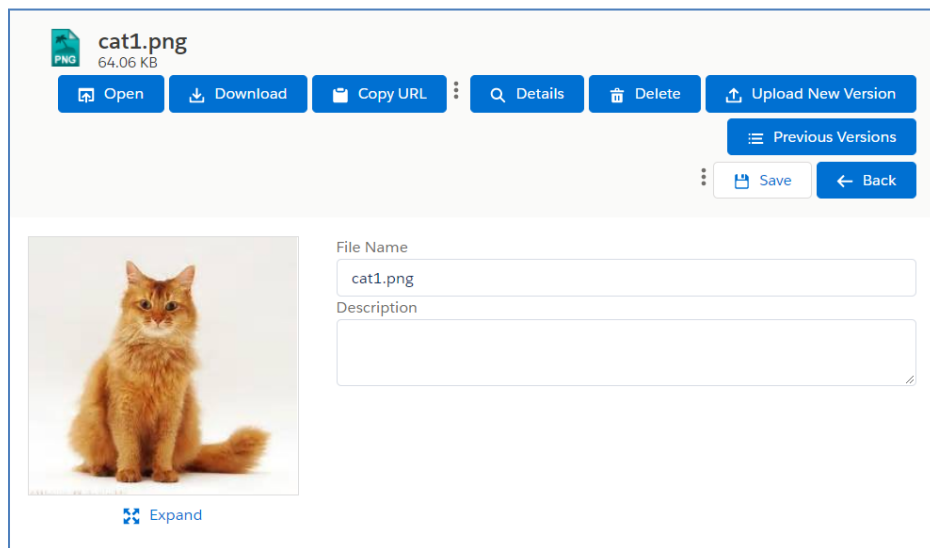 PNG
cat1.png
64.06 KB
Open Download Copy URL Details Delete Upload New Version
Previous Versions
Save Back
File Name
cat1.png
Description
Expand